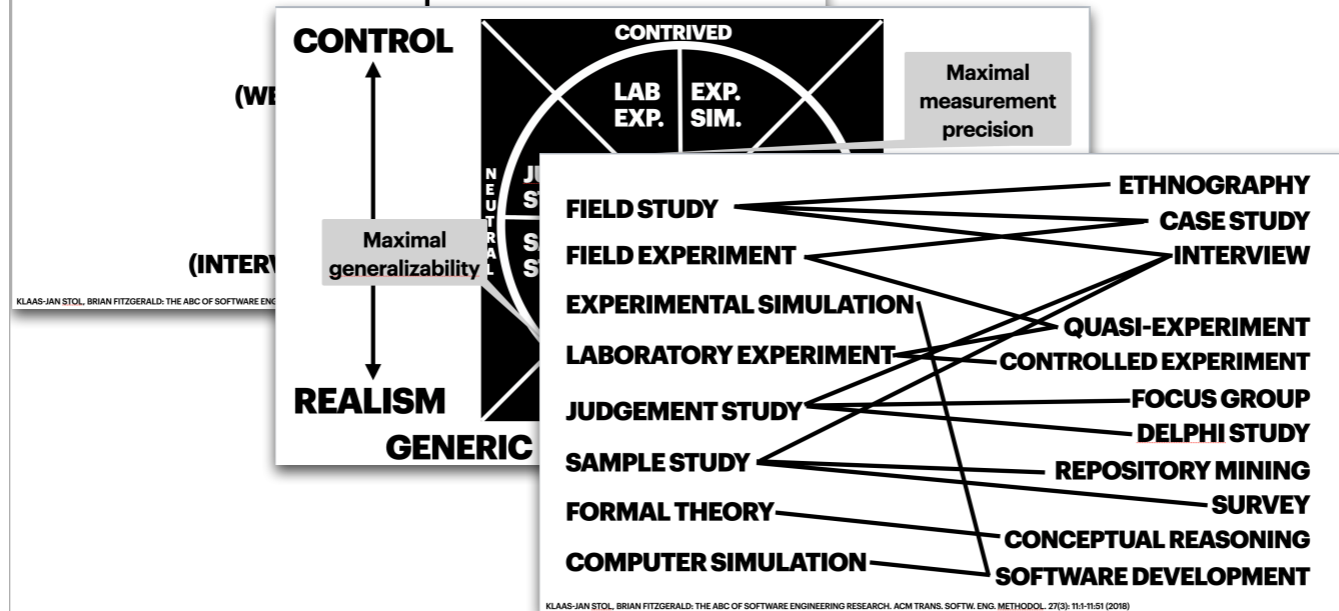 CONTROL
REALISM
GENERIC
CONTRIVED
LAB
EXP.
EXP.
SIM.
NEUTRAL
Maximal
measurement
precision
Maximal
generalizability
KLAAS-JAN STOL, BRIAN FITZGERALD: THE ABC OF SOFTWARE ENG
FIELD STUDY
FIELD EXPERIMENT
EXPERIMENTAL SIMULATION
LABORATORY EXPERIMENT
JUDGEMENT STUDY
SAMPLE STUDY
FORMAL THEORY
COMPUTER SIMULATION
ETHNOGRAPHY
CASE STUDY
INTERVIEW
QUASI-EXPERIMENT
CONTROLLED EXPERIMENT
FOCUS GROUP
DELPHI STUDY
REPOSITORY MINING
SURVEY
CONCEPTUAL REASONING
SOFTWARE DEVELOPMENT
KLAAS-JAN STOL, BRIAN FITZGERALD: THE ABC OF SOFTWARE ENGINEERING RESEARCH. ACM TRANS. SOFTW. ENG. METHODOL. 27(3): 11:1-11:51 (2018)